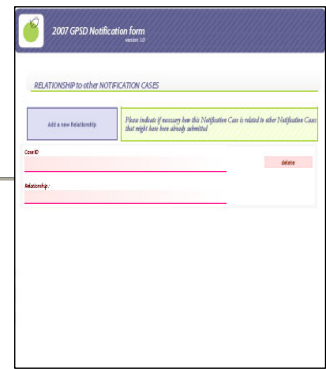 2007 GPSD Notification form
version 1.0
RELATIONSHIP to other NOTIFICATION CASES
Add a new Relationship
Please indicate if necessary how this Notification Case is related to other Notification Cases
that might have been already submitted
Case ID
delete
Relationship: